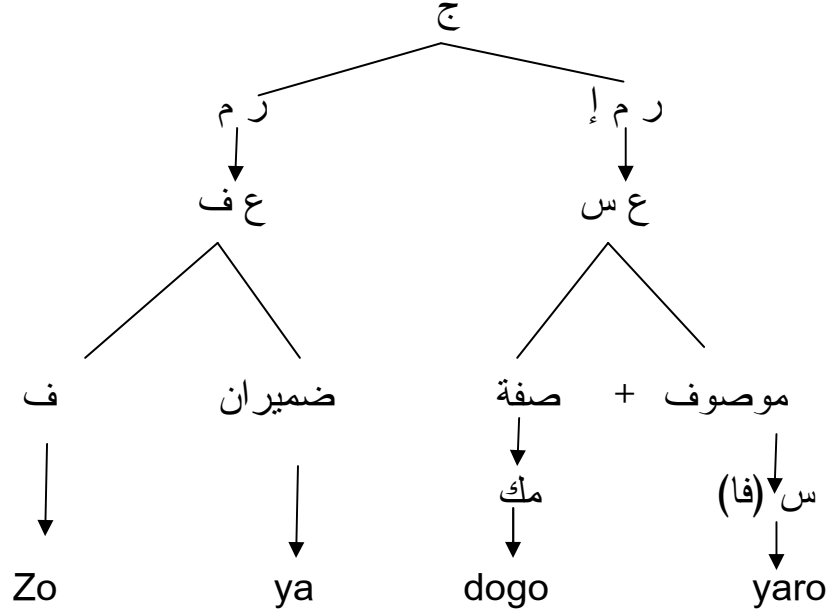 ج
ر م إ ر م
ع س ع ف
موصوف + صفة ضميران ف
س (فا) مك
yaro dogo ya Zo